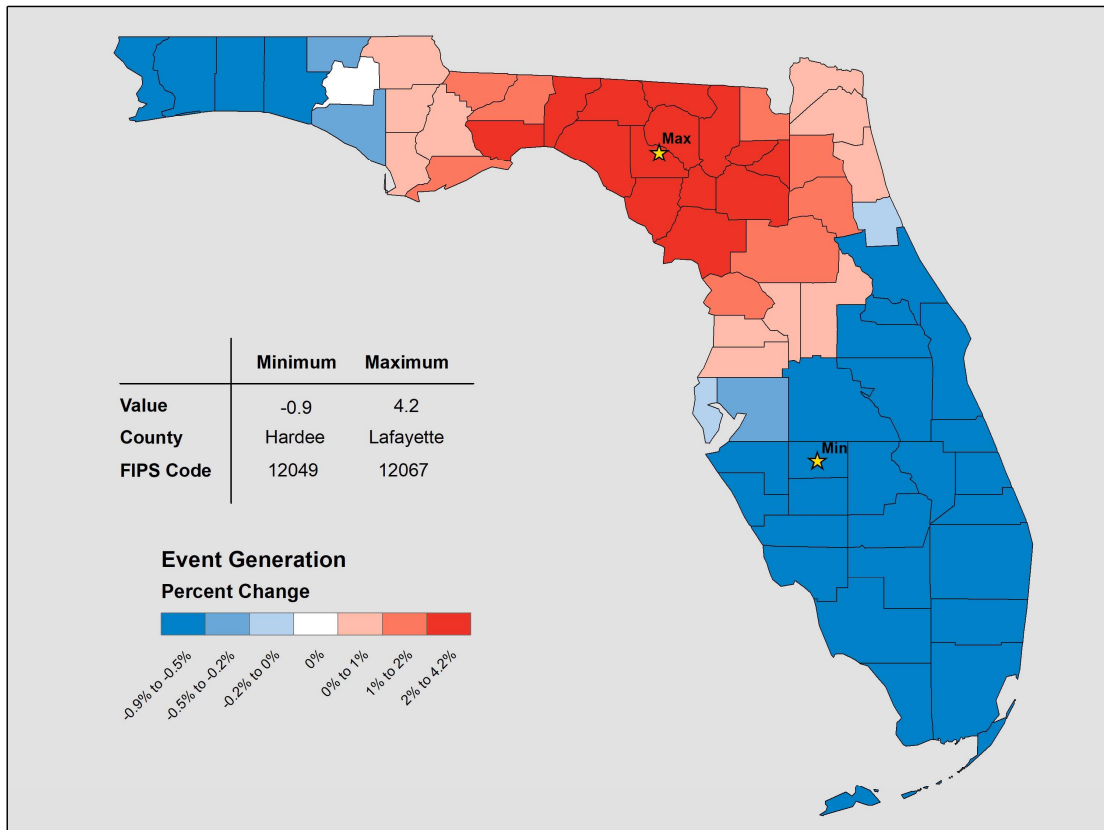 Max
Min
Minimum Maximum
Value -0.9 4.2
County Hardee Lafayette
FIPS Code 12049 12067
Event Generation
Percent Change
-0.9% to -0.5%
-0.5% to -0.2%
-0.2% to 0%
0%
0% to 1%
1% to 2%
2% to 4.2%